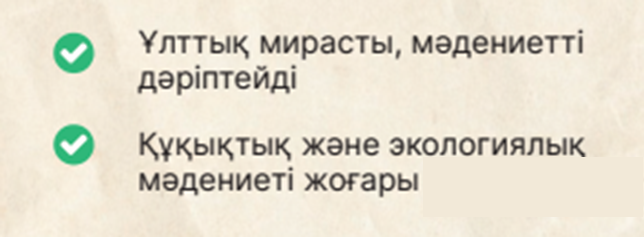 Ұлттық мирасты, мәдениетті
дәріптейді
Құқықтық және экологиялық
мәдениеті жоғары